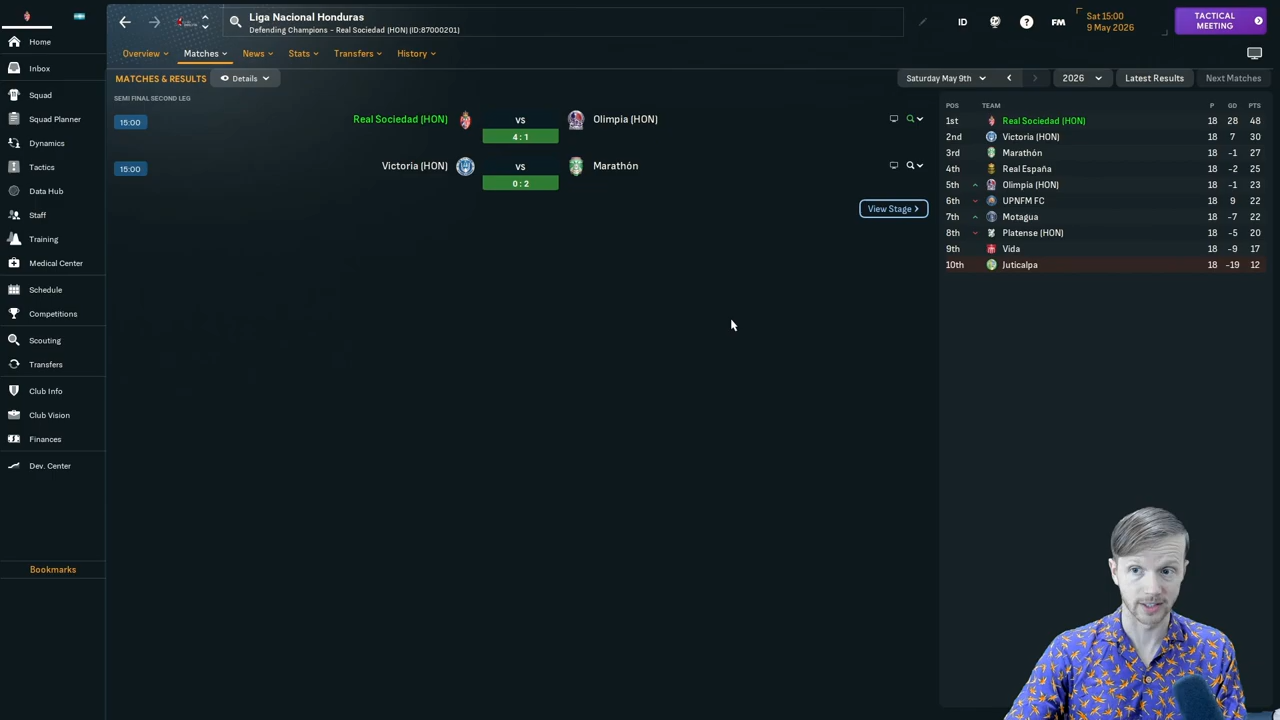 Liga Nacional Honduras
Defending Champions - Real Sociedad (HON) (ID:87000201)
ID
?
FM
Sat 15:00
9 May 2026
TACTICAL
MEETING
Home
Inbox
Squad
Squad Planner
Dynamics
Tactics
Data Hub
Staff
Training
Medical Center
Schedule
Competitions
Scouting
Transfers
Club Info
Club Vision
Finances
Dev. Center
Bookmarks
Overview
Matches
News
Stats
Transfers
History
MATCHES & RESULTS
Details
Saturday May 9th
2026
Latest Results
Next Matches
SEMI FINAL SECOND LEG
15:00 Real Sociedad (HON) vs Olimpia (HON)
4 : 1
15:00 Victoria (HON) vs Marathón
0 : 2
View Stage >
POS TEAM P GD PTS
1st Real Sociedad (HON) 18 28 48
2nd Victoria (HON) 18 7 30
3rd Marathón 18 -1 27
4th Real España 18 -2 25
5th Olimpia (HON) 18 -1 23
6th UPNFM FC 18 9 22
7th Motagua 18 -7 22
8th Platense (HON) 18 -5 20
9th Vida 18 -9 17
10th Juticalpa 18 -19 12